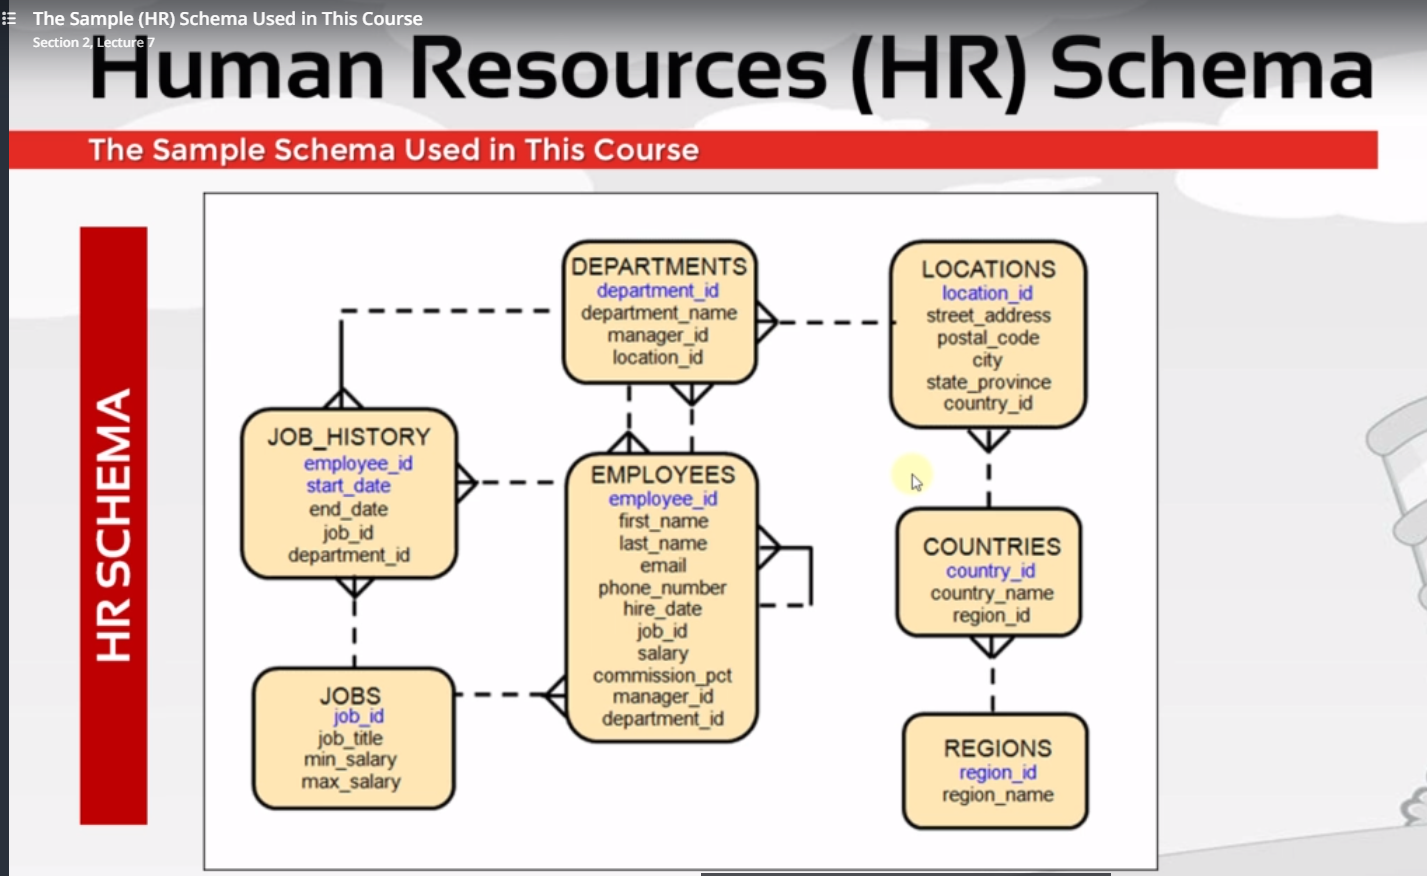 The Sample (HR) Schema Used in This Course
Section 2, Lecture 7
Human Resources (HR) Schema
The Sample Schema Used in This Course
HR SCHEMA
DEPARTMENTS
department_id
department_name
manager_id
location_id
LOCATIONS
location_id
street_address
postal_code
city
state_province
country_id
JOB_HISTORY
employee_id
start_date
end_date
job_id
department_id
EMPLOYEES
employee_id
first_name
last_name
email
phone_number
hire_date
job_id
salary
commission_pct
manager_id
department_id
COUNTRIES
country_id
country_name
region_id
JOBS
job_id
job_title
min_salary
max_salary
REGIONS
region_id
region_name